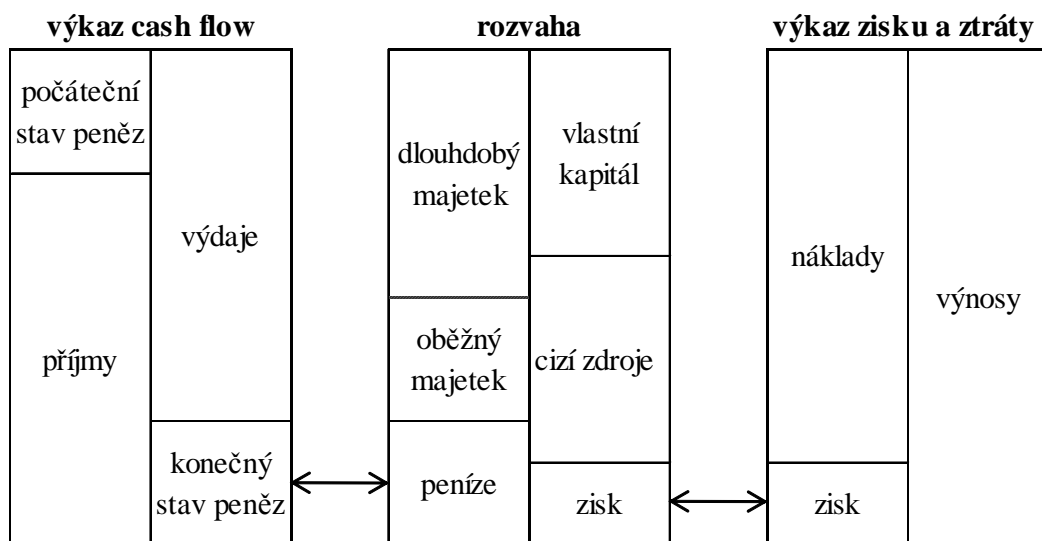 výkaz cash flow
počáteční
stav peněz
příjmy
výdaje
konečný
stav peněz
rozvaha
dlouhdobý
majetek
oběžný
majetek
peníze
vlastní
kapitál
cizí zdroje
zisk
výkaz zisku a ztráty
náklady
zisk
výnosy